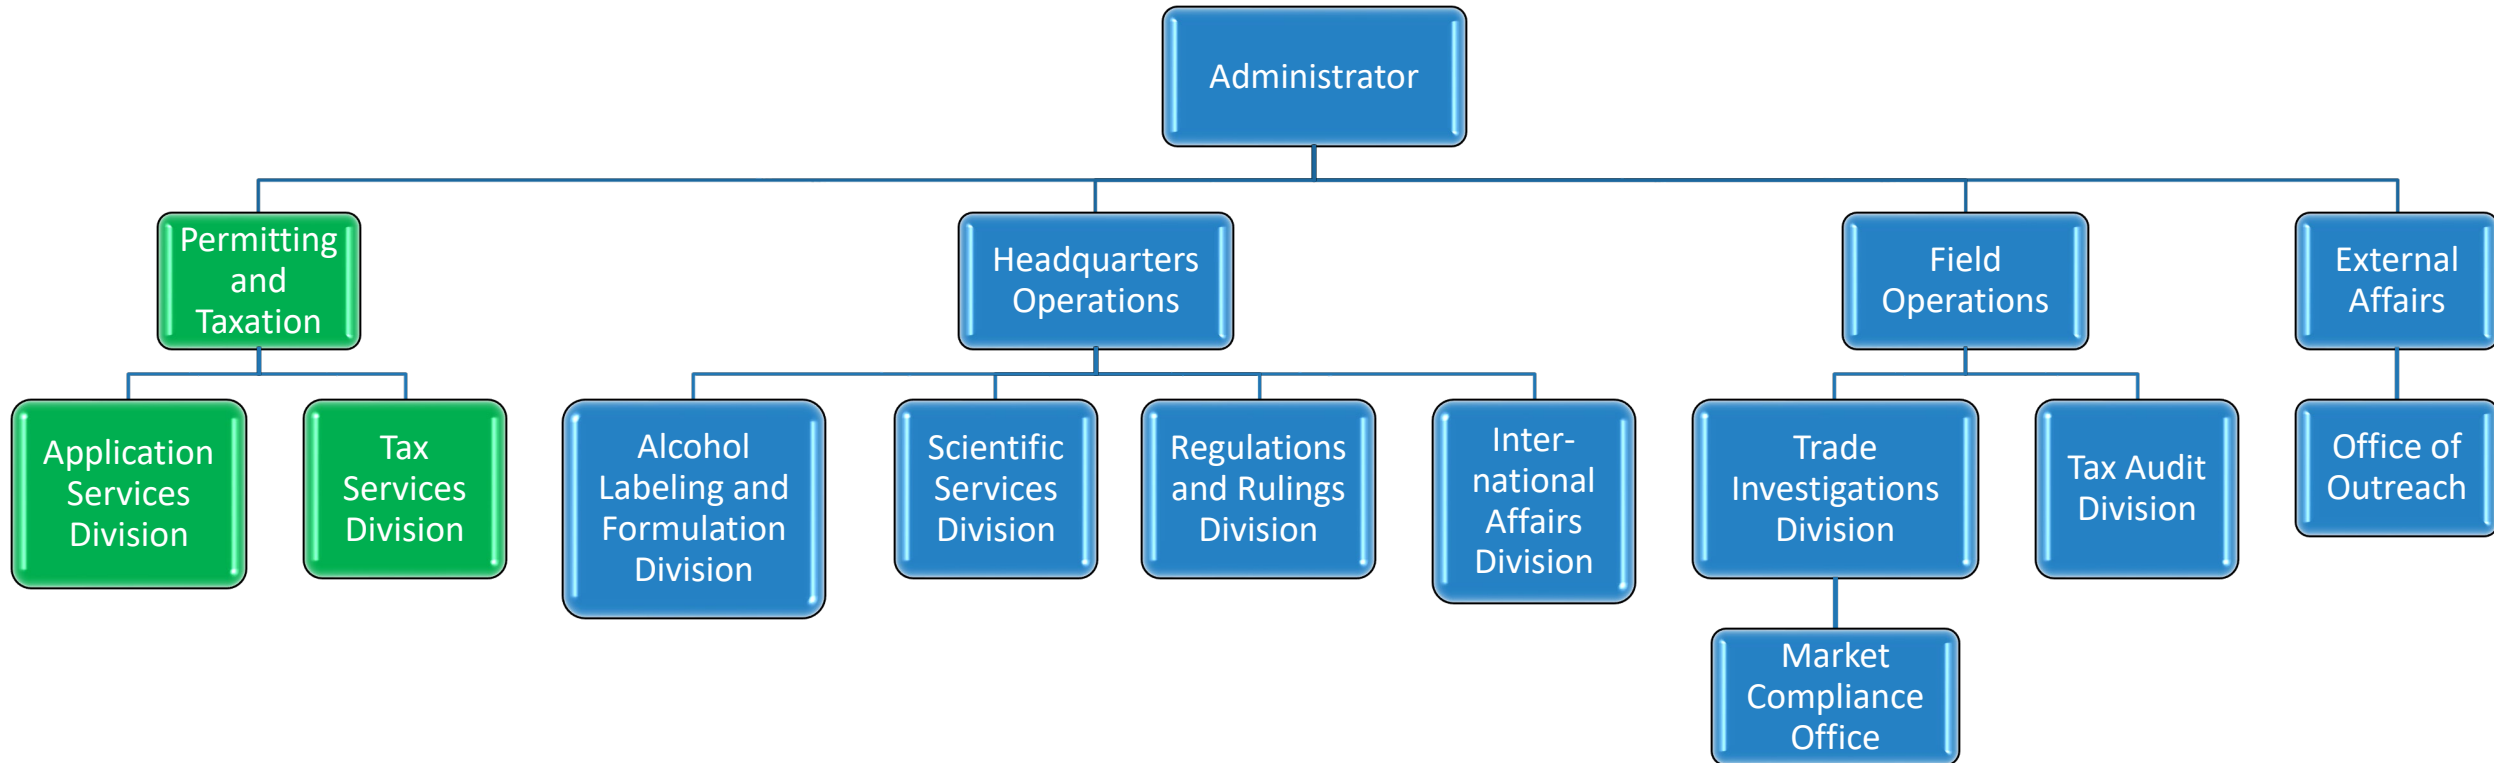 Administrator
Permitting
and
Taxation
Headquarters
Operations
Field
Operations
External
Affairs
Application
Services
Division
Tax
Services
Division
Alcohol
Labeling and
Formulation
Division
Scientific
Services
Division
Regulations
and Rulings
Division
Inter-
national
Affairs
Division
Trade
Investigations
Division
Tax Audit
Division
Office of
Outreach
Market
Compliance
Office